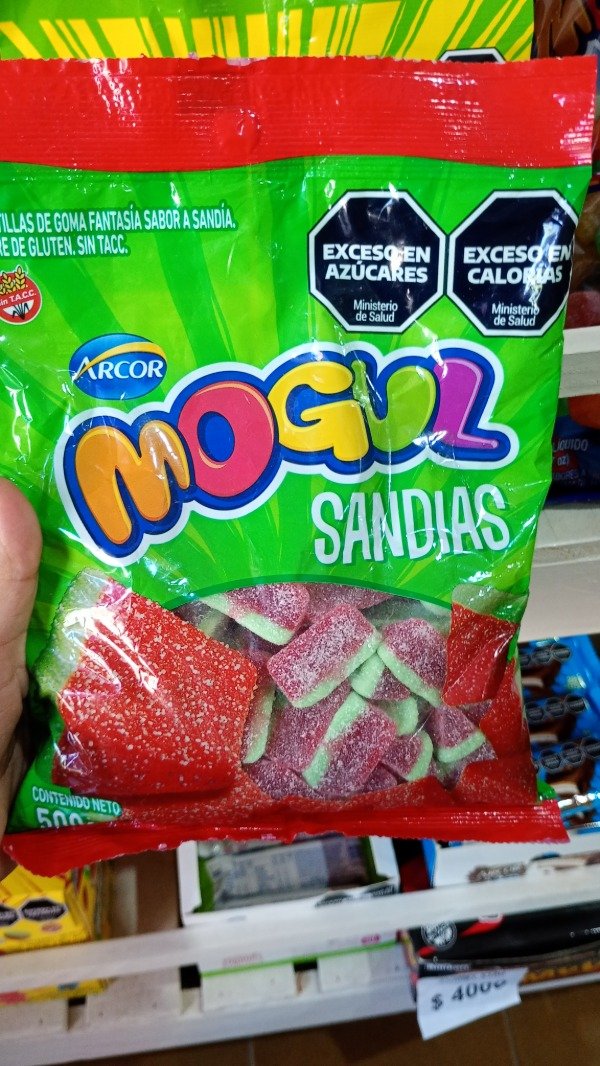 TILLAS DE GOMA FANTASÍA SABOR A SANDÍA.
RE DE GLUTEN. SIN TACC.
Sin T.A.C.C.
EXCESO EN
AZÚCARES
Ministerio
de Salud
EXCESO EN
CALORÍAS
Ministerio
de Salud
ARCOR
MOGUL
SANDIAS
CONTENIDO NETO
500
$ 4000